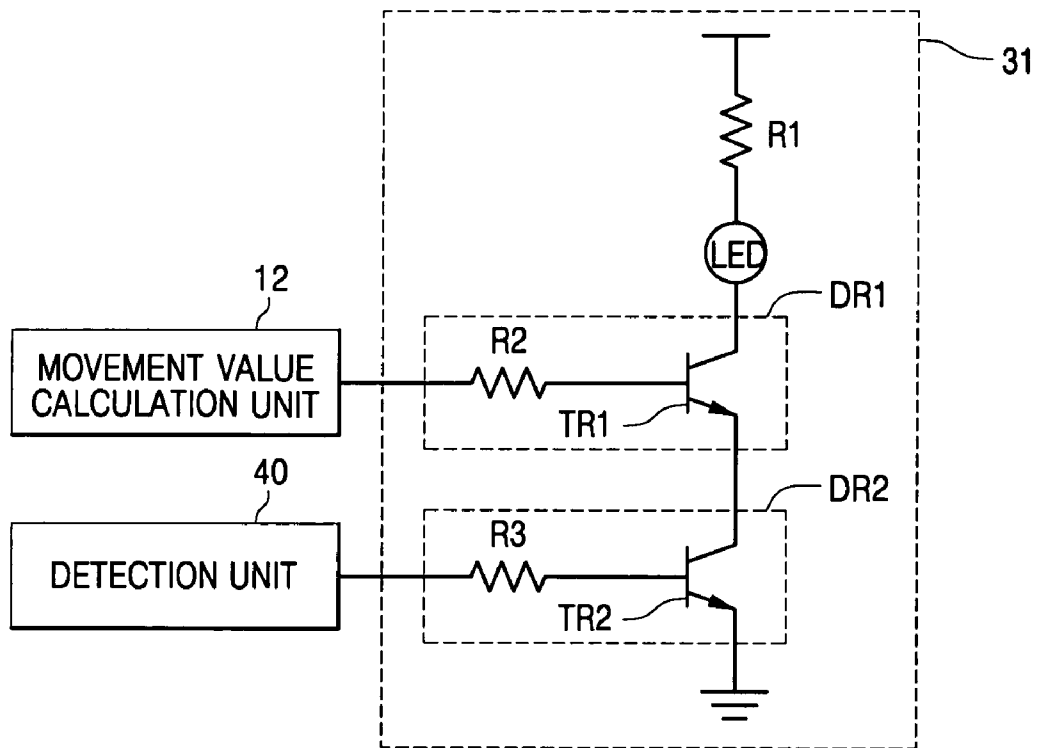 31
R1
LED
DR1
12
MOVEMENT VALUE
CALCULATION UNIT
R2
TR1
DR2
40
DETECTION UNIT
R3
TR2